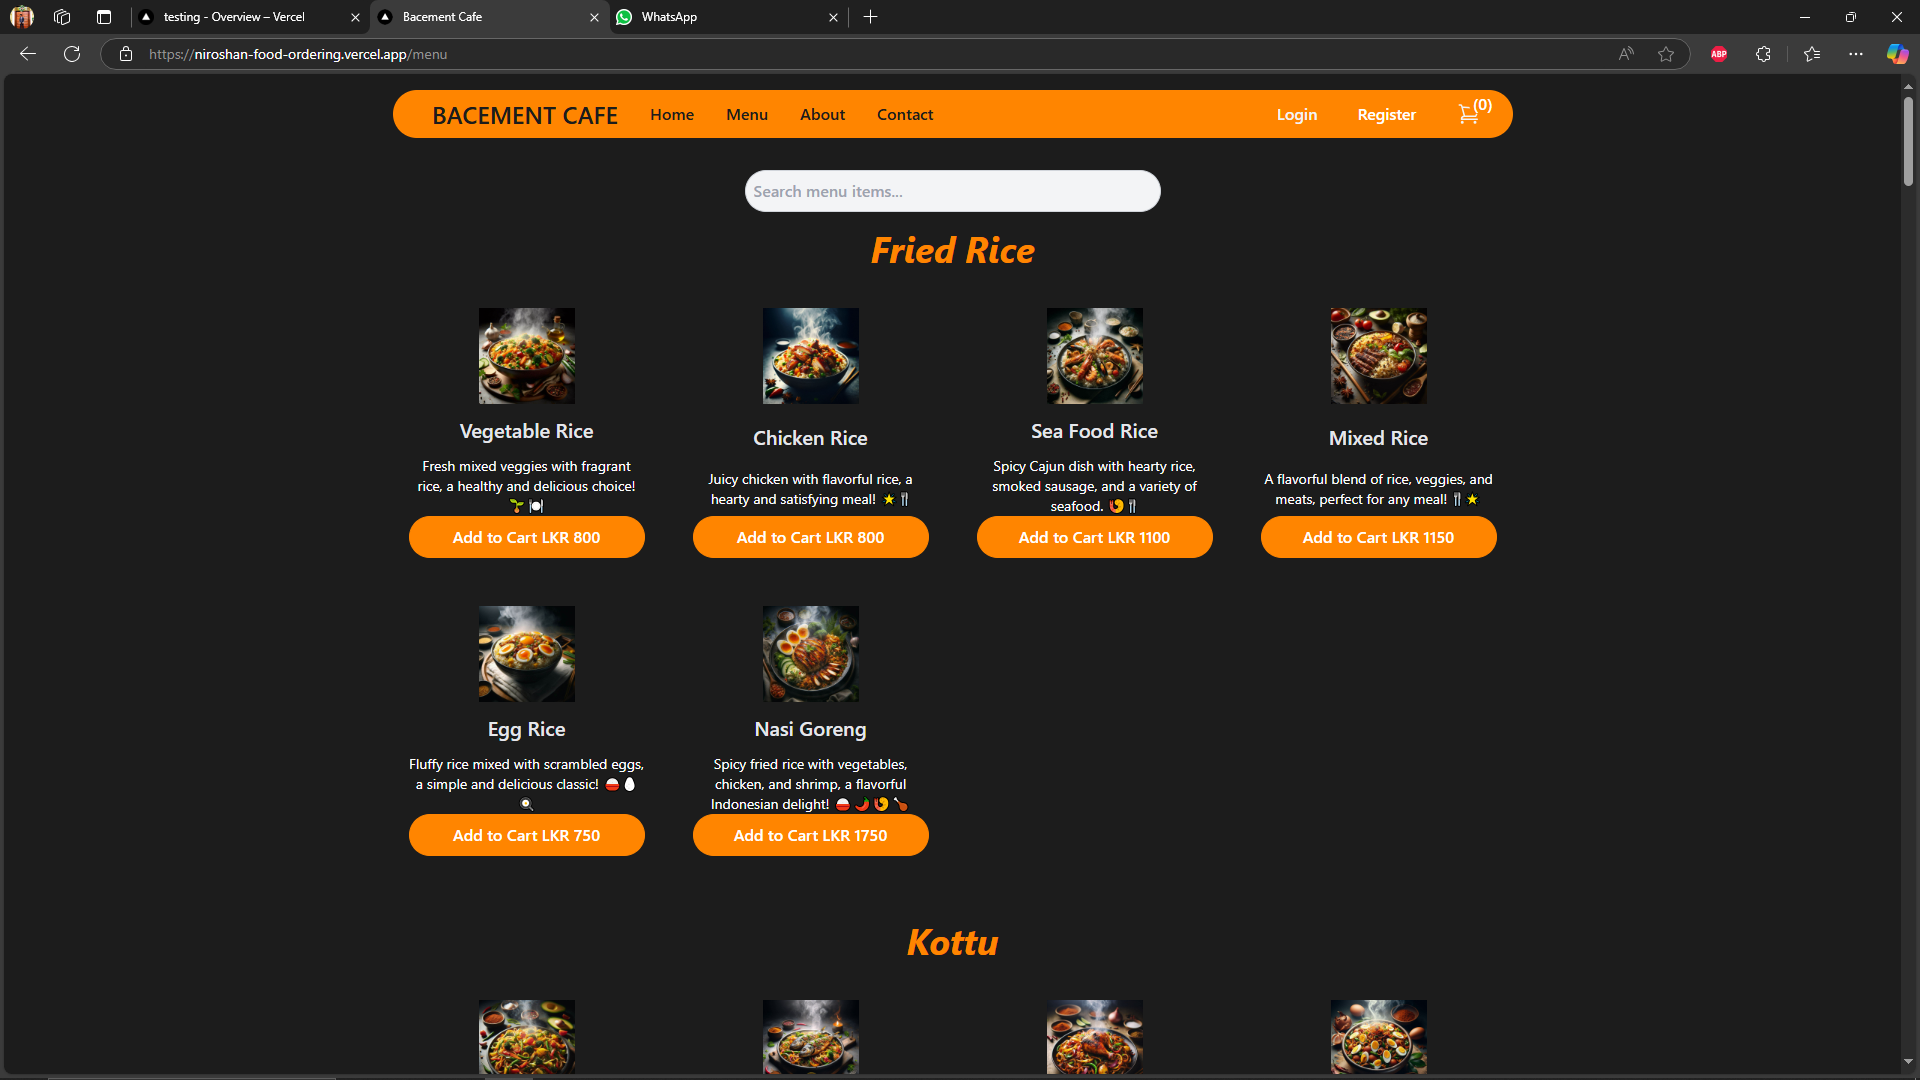 testing - Overview – Vercel
Bacement Cafe
WhatsApp
https://niroshan-food-ordering.vercel.app/menu
ABP
BACEMENT CAFE
Home
Menu
About
Contact
Login
Register
(0)
Search menu items...
Fried Rice
Vegetable Rice
Fresh mixed veggies with fragrant
rice, a healthy and delicious choice!
🌱 🍽️
Add to Cart LKR 800
Chicken Rice
Juicy chicken with flavorful rice, a
hearty and satisfying meal! 🌟 🍴
Add to Cart LKR 800
Sea Food Rice
Spicy Cajun dish with hearty rice,
smoked sausage, and a variety of
seafood. 🍤 🍴
Add to Cart LKR 1100
Mixed Rice
A flavorful blend of rice, veggies, and
meats, perfect for any meal! 🍴 🌟
Add to Cart LKR 1150
Egg Rice
Fluffy rice mixed with scrambled eggs,
a simple and delicious classic! 🍚 🥚
🍳
Add to Cart LKR 750
Nasi Goreng
Spicy fried rice with vegetables,
chicken, and shrimp, a flavorful
Indonesian delight! 🍚 🌶️ 🍤 🍗
Add to Cart LKR 1750
Kottu